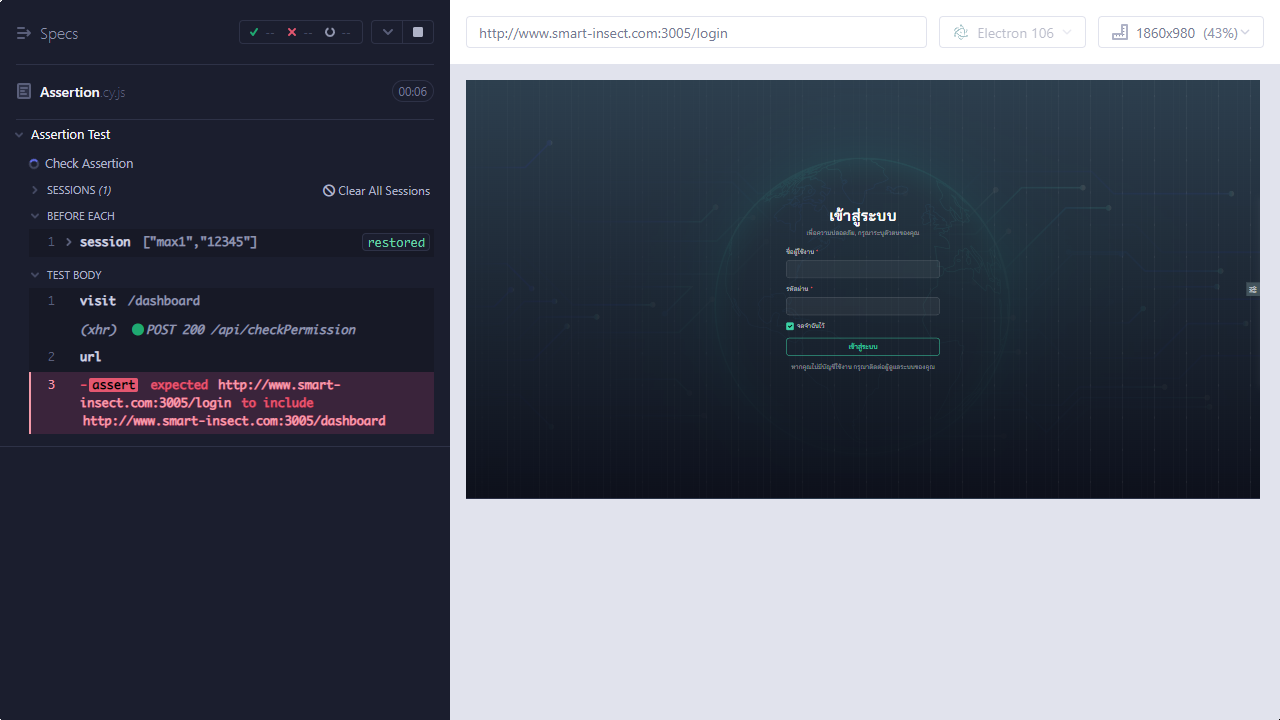 Specs
-- -- --
Assertion.cy.js
00:06
Assertion Test
Check Assertion
SESSIONS (1)
Clear All Sessions
BEFORE EACH
1 session ["max1","12345"] restored
TEST BODY
1 visit /dashboard
(xhr) POST 200 /api/checkPermission
2 url
3 -assert expected http://www.smart-
insect.com:3005/login to include
http://www.smart-insect.com:3005/dashboard
http://www.smart-insect.com:3005/login
Electron 106
1860x980 (43%)
เข้าสู่ระบบ
เพื่อความปลอดภัย, กรุณาระบุตัวตนของคุณ
ชื่อผู้ใช้งาน *
รหัสผ่าน *
จดจำฉันไว้
เข้าสู่ระบบ
หากคุณไม่มีบัญชีใช้งาน กรุณาติดต่อผู้ดูแลระบบของคุณ